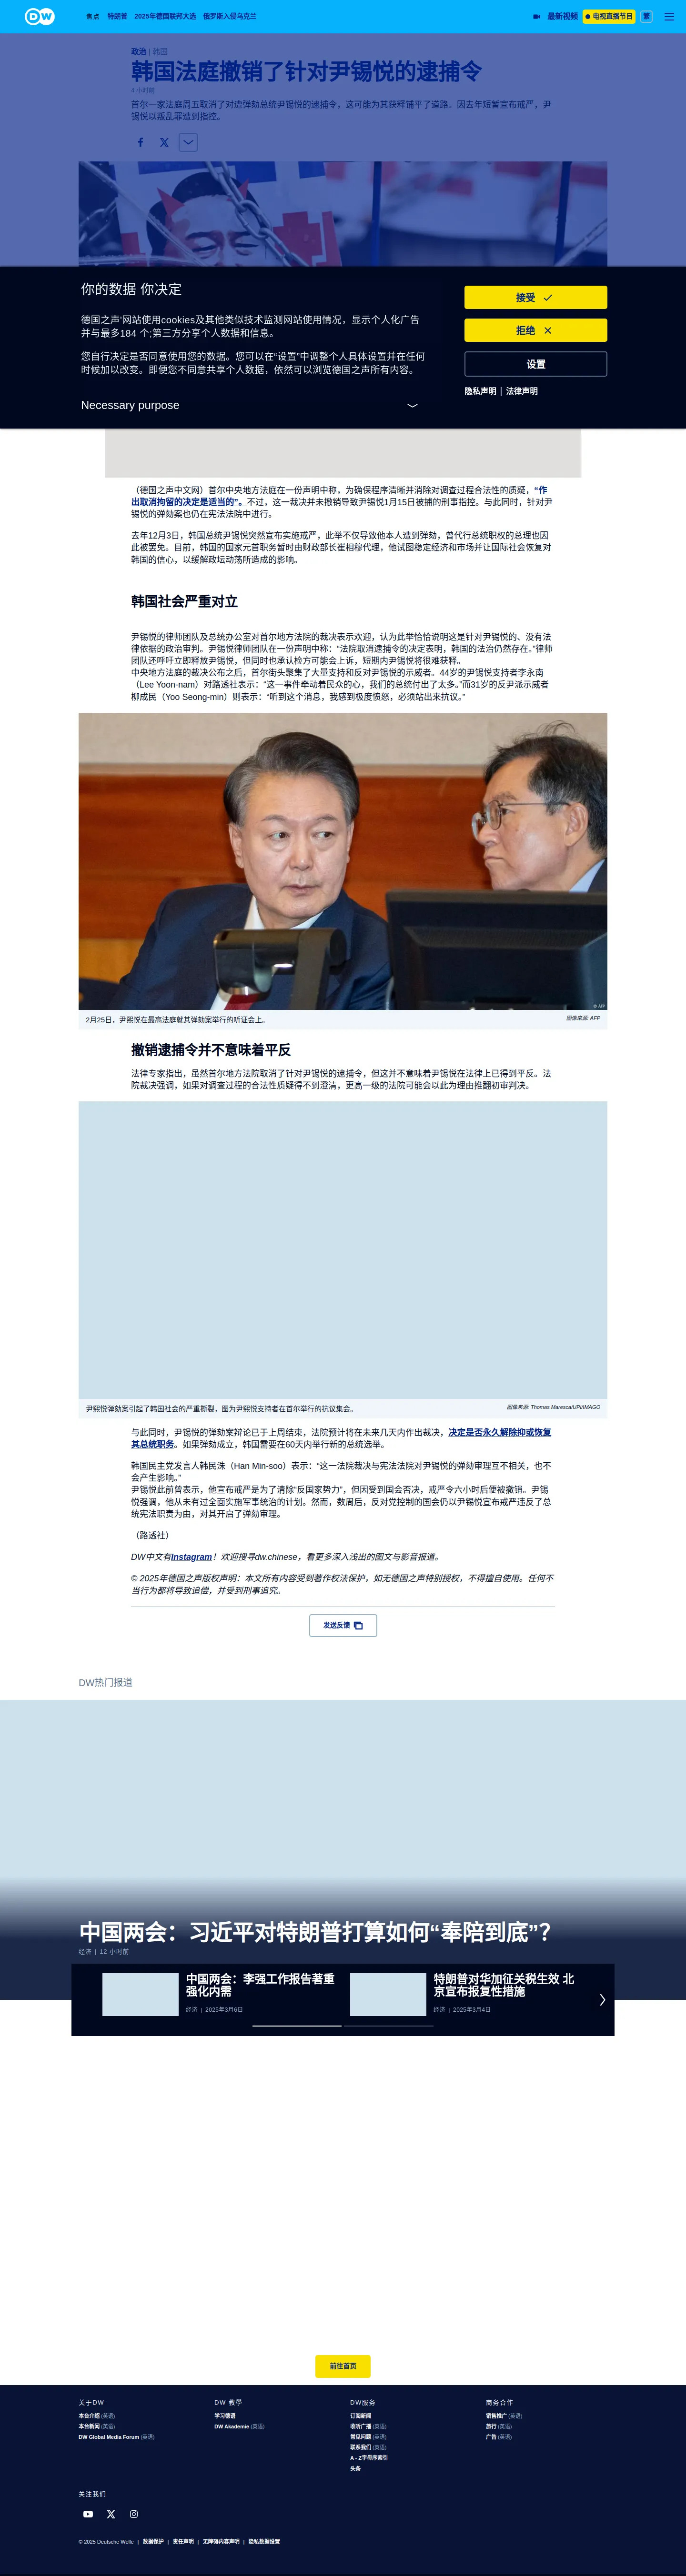 DW
焦点 特朗普 2025年德国联邦大选 俄罗斯入侵乌克兰 最新视频 电视直播节目 繁
政治 | 韩国
韩国法庭撤销了针对尹锡悦的逮捕令
4 小时前
首尔一家法庭周五取消了对遭弹劾总统尹锡悦的逮捕令，这可能为其获释铺平了道路。因去年短暂宣布戒严，尹
锡悦以叛乱罪遭到指控。
你的数据 你决定
德国之声'网站使用cookies及其他类似技术监测网站使用情况，显示个人化广告
并与最多184 个;第三方分享个人数据和信息。
您自行决定是否同意使用您的数据。您可以在“设置”中调整个人具体设置并在任何
时候加以改变。即便您不同意共享个人数据，依然可以浏览德国之声所有内容。
Necessary purpose
接受
拒绝
设置
隐私声明 | 法律声明
（德国之声中文网）首尔中央地方法庭在一份声明中称，为确保程序清晰并消除对调查过程合法性的质疑，“作
出取消拘留的决定是适当的”。不过，这一裁决并未撤销导致尹锡悦1月15日被捕的刑事指控。与此同时，针对尹
锡悦的弹劾案也仍在宪法法院中进行。
去年12月3日，韩国总统尹锡悦突然宣布实施戒严，此举不仅导致他本人遭到弹劾，曾代行总统职权的总理也因
此被罢免。目前，韩国的国家元首职务暂时由财政部长崔相穆代理，他试图稳定经济和市场并让国际社会恢复对
韩国的信心，以缓解政坛动荡所造成的影响。
韩国社会严重对立
尹锡悦的律师团队及总统办公室对首尔地方法院的裁决表示欢迎，认为此举恰恰说明这是针对尹锡悦的、没有法
律依据的政治审判。尹锡悦律师团队在一份声明中称：“法院取消逮捕令的决定表明，韩国的法治仍然存在。”律师
团队还呼吁立即释放尹锡悦，但同时也承认检方可能会上诉，短期内尹锡悦将很难获释。
中央地方法庭的裁决公布之后，首尔街头聚集了大量支持和反对尹锡悦的示威者。44岁的尹锡悦支持者李永南
（Lee Yoon-nam）对路透社表示：“这一事件牵动着民众的心，我们的总统付出了太多。”而31岁的反尹派示威者
柳成民（Yoo Seong-min）则表示：“听到这个消息，我感到极度愤怒，必须站出来抗议。”
© AFP
2月25日，尹熙悦在最高法庭就其弹劾案举行的听证会上。
图像来源: AFP
撤销逮捕令并不意味着平反
法律专家指出，虽然首尔地方法院取消了针对尹锡悦的逮捕令，但这并不意味着尹锡悦在法律上已得到平反。法
院裁决强调，如果对调查过程的合法性质疑得不到澄清，更高一级的法院可能会以此为理由推翻初审判决。
尹熙悦弹劾案引起了韩国社会的严重撕裂，图为尹熙悦支持者在首尔举行的抗议集会。
图像来源: Thomas Maresca/UPI/IMAGO
与此同时，尹锡悦的弹劾案辩论已于上周结束，法院预计将在未来几天内作出裁决，决定是否永久解除抑或恢复
其总统职务。如果弹劾成立，韩国需要在60天内举行新的总统选举。
韩国民主党发言人韩民洙（Han Min-soo）表示：“这一法院裁决与宪法法院对尹锡悦的弹劾审理互不相关，也不
会产生影响。”
尹锡悦此前曾表示，他宣布戒严是为了清除“反国家势力”，但因受到国会否决，戒严令六小时后便被撤销。尹锡
悦强调，他从未有过全面实施军事统治的计划。然而，数周后，反对党控制的国会仍以尹锡悦宣布戒严违反了总
统宪法职责为由，对其开启了弹劾审理。
（路透社）
DW中文有Instagram！欢迎搜寻dw.chinese，看更多深入浅出的图文与影音报道。
© 2025年德国之声版权声明：本文所有内容受到著作权法保护，如无德国之声特别授权，不得擅自使用。任何不
当行为都将导致追偿，并受到刑事追究。
发送反馈
DW热门报道
中国两会：习近平对特朗普打算如何“奉陪到底”？
经济 | 12 小时前
中国两会：李强工作报告著重
强化内需
经济 | 2025年3月6日
特朗普对华加征关税生效 北
京宣布报复性措施
经济 | 2025年3月4日
前往首页
关于DW
本台介绍 (英语)
本台新闻 (英语)
DW Global Media Forum (英语)
DW 教學
学习德语
DW Akademie (英语)
DW服务
订阅新闻
收听广播 (英语)
常见问题 (英语)
联系我们 (英语)
A - Z字母序索引
头条
商务合作
销售推广 (英语)
旅行 (英语)
广告 (英语)
关注我们
© 2025 Deutsche Welle | 数据保护 | 责任声明 | 无障碍内容声明 | 隐私数据设置